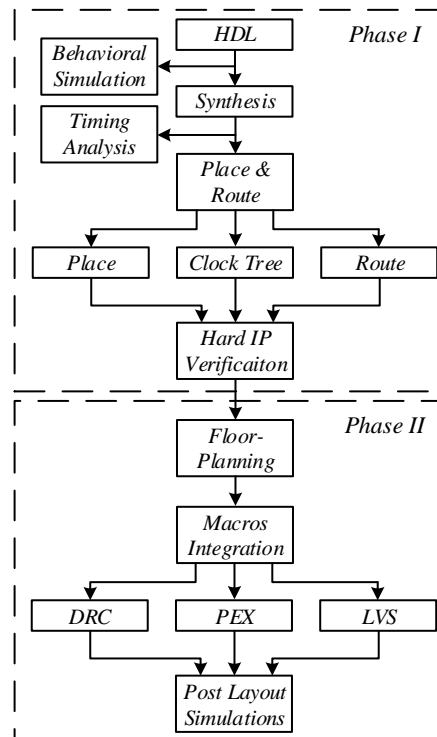 HDL
Phase I
Behavioral
Simulation
Synthesis
Timing
Analysis
Place &
Route
Place
Clock Tree
Route
Hard IP
Verificaiton
Phase II
Floor-
Planning
Macros
Integration
DRC
PEX
LVS
Post Layout
Simulations